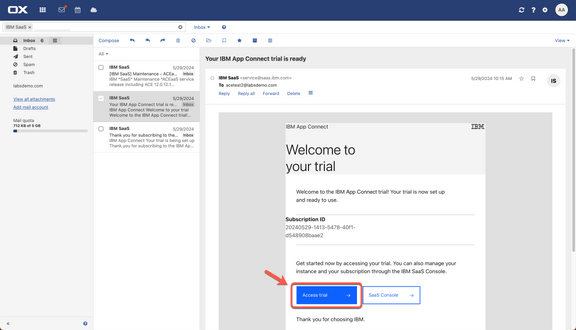 OX
AA
IBM SaaS ×
Inbox
Inbox 6
Drafts
Sent
Spam
Trash
labsdemo.com
View all attachments
Add mail account
Mail quota
712 KB of 5 GB
Compose
View
All
IBM SaaS 5/29/2024
[IBM SaaS] Maintenance - ACEa... Inbox
IBM *SaaS* Maintenance *ACEaaS service
release including ACE 12.0.12.1...
IBM SaaS 5/29/2024
Your IBM App Connect trial is re... Inbox
IBM App Connect Welcome to your trial
Welcome to the IBM App Connect trial!...
IBM SaaS 5/29/2024
Thank you for subscribing to the... Inbox
IBM App Connect Your trial is being set up
Thank you for subscribing to the IBM Ap...
Your IBM App Connect trial is ready
IBM SaaS <service@saas.ibm.com> 5/29/2024 10:15 AM
To acetest2@labsdemo.com
Reply Reply all Forward Delete
IS
IBM App Connect IBM
Welcome to
your trial
Welcome to the IBM App Connect trial! Your trial is now set up
and ready to use.
Subscription ID
20240529-1413-5478-40f1-
d548908baae2
Get started now by accessing your trial. You can also manage your
instance and your subscription through the IBM SaaS Console.
Access trial → SaaS Console →
Thank you for choosing IBM.